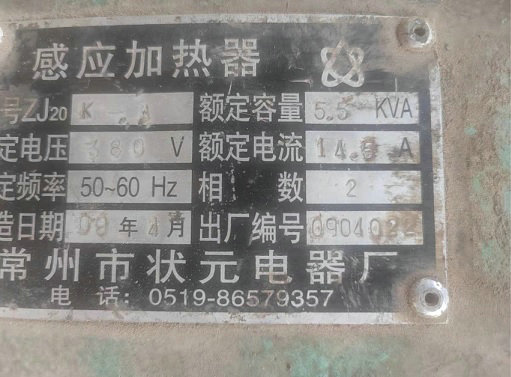 感应加热器
号ZJ20 K A 额定容量 5.5 KVA
定电压 380 V 额定电流 14.5 A
定频率 50~60 Hz 相数 2
造日期 09年4月 出厂编号
常州市状元电器厂
电 话: 0519-86579357